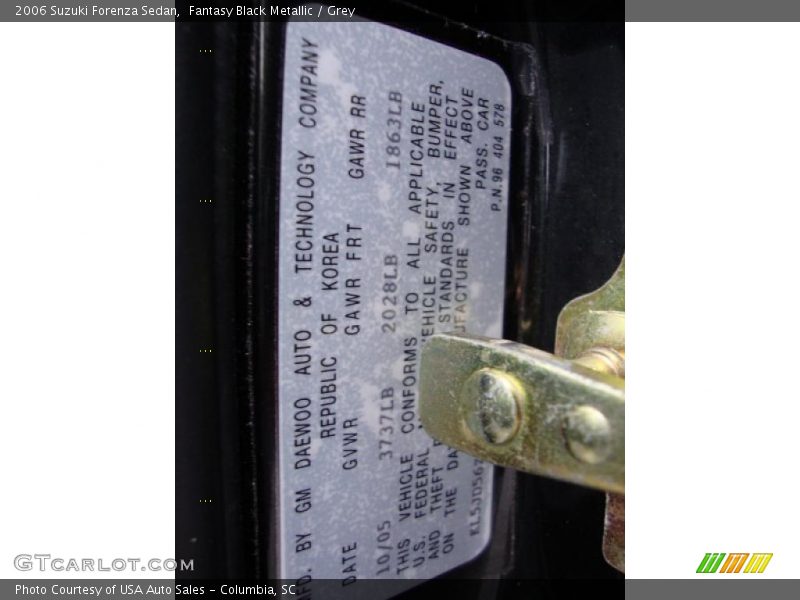 2006 Suzuki Forenza Sedan,  Fantasy Black Metallic / Grey
MFD. BY GM DAEWOO AUTO & TECHNOLOGY COMPANY
REPUBLIC OF KOREA
DATE GVWR GAWR FRT GAWR RR
10/05 3737LB 2028LB 1863LB
THIS VEHICLE CONFORMS TO ALL APPLICABLE
U.S. FEDERAL VEHICLE SAFETY, BUMPER,
AND THEFT STANDARDS IN EFFECT
ON THE SHOWN ABOVE
PASS. CAR
P.N. 96 404 578
GTcarlot.com
Photo Courtesy of USA Auto Sales - Columbia, SC